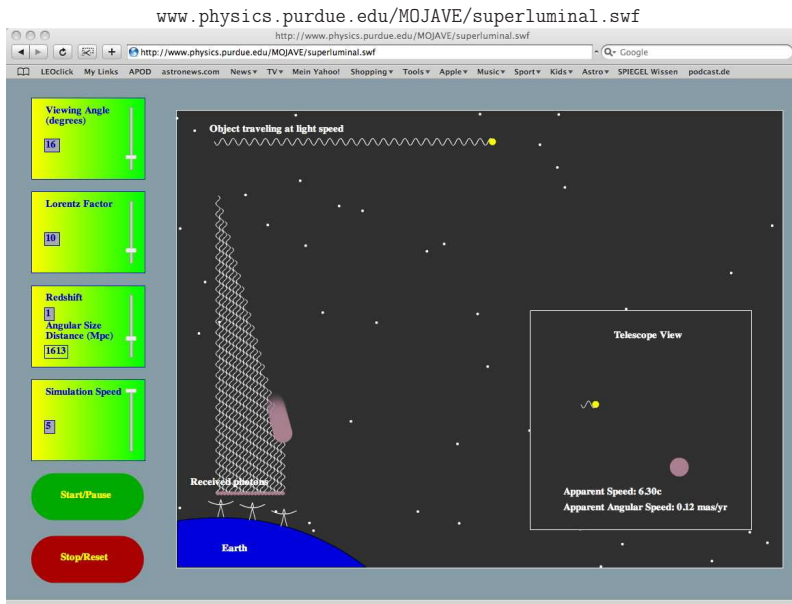 www.physics.purdue.edu/MOJAVE/superluminal.swf
http://www.physics.purdue.edu/MOJAVE/superluminal.swf
http://www.physics.purdue.edu/MOJAVE/superluminal.swf
Google
LEOclick My Links APOD astronews.com News TV Mein Yahoo! Shopping Tools Apple Music Sport Kids Astro SPIEGEL Wissen podcast.de
Viewing Angle
(degrees)
16
Lorentz Factor
10
Redshift
1
Angular Size
Distance (Mpc)
1613
Simulation Speed
5
Start/Pause
Stop/Reset
Object traveling at light speed
Received photons
Earth
Telescope View
Apparent Speed: 6.30c
Apparent Angular Speed: 0.12 mas/yr